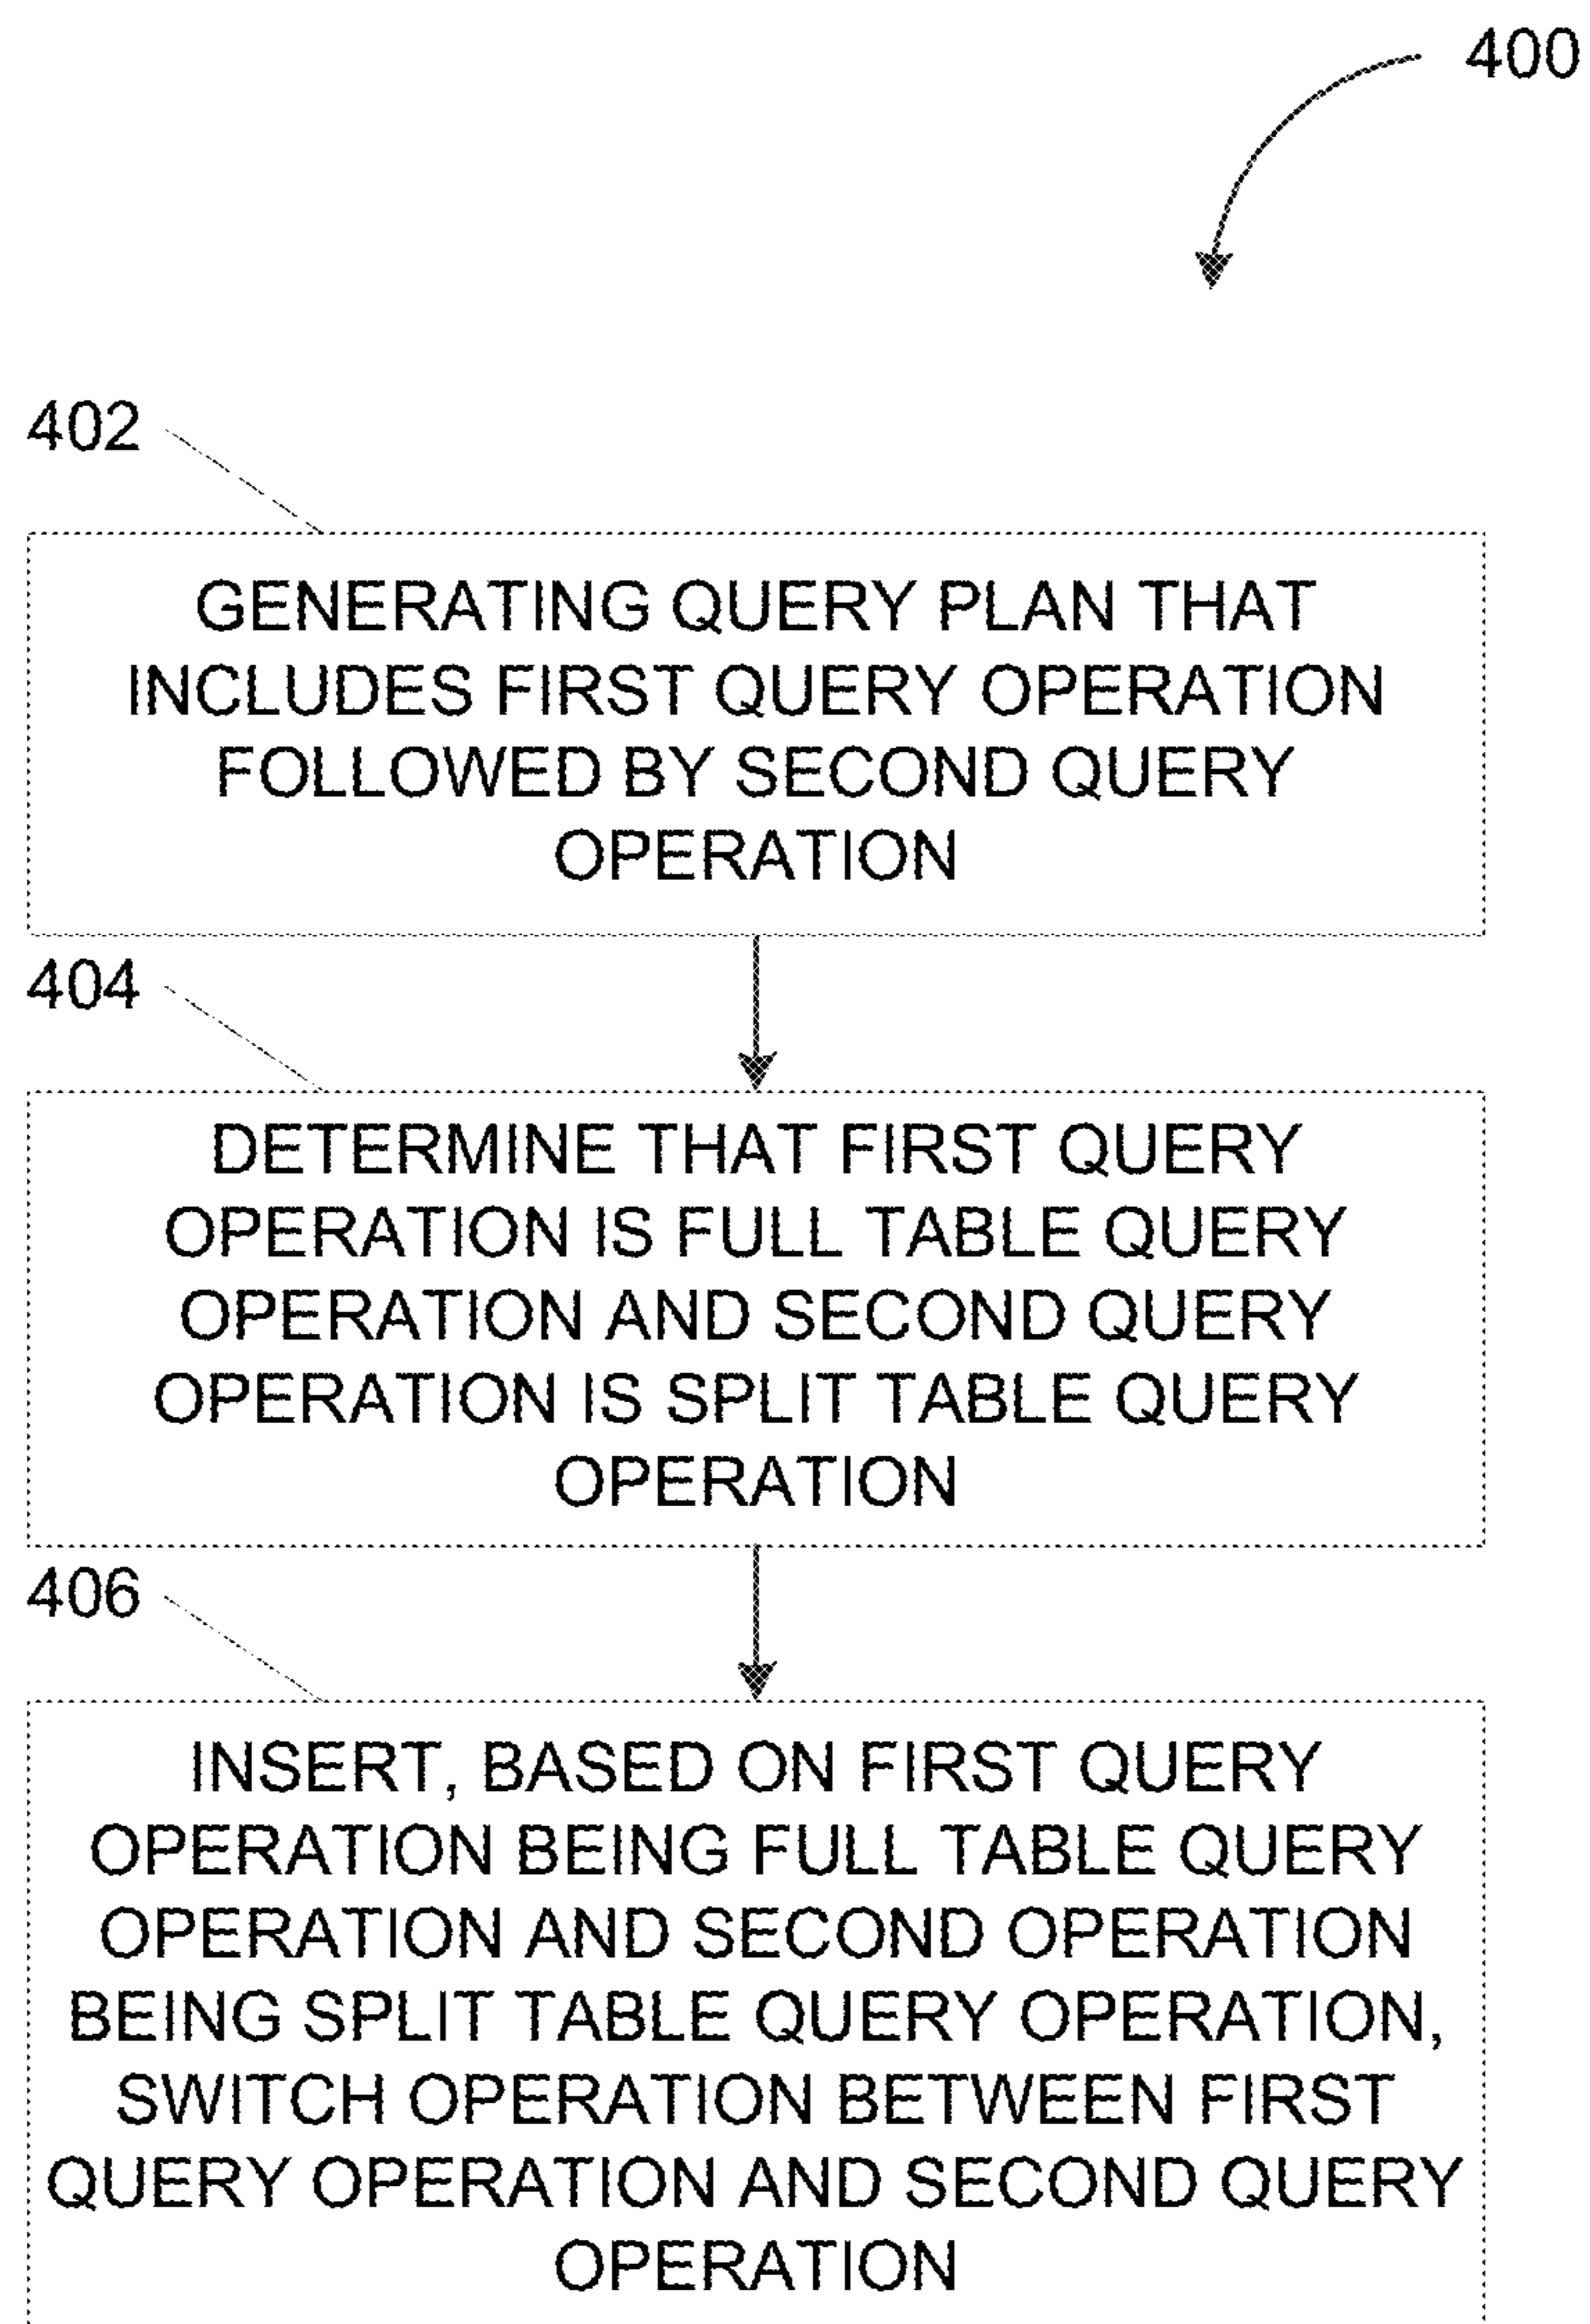 400
402
GENERATING QUERY PLAN THAT
INCLUDES FIRST QUERY OPERATION
FOLLOWED BY SECOND QUERY
OPERATION
404
DETERMINE THAT FIRST QUERY
OPERATION IS FULL TABLE QUERY
OPERATION AND SECOND QUERY
OPERATION IS SPLIT TABLE QUERY
OPERATION
406
INSERT, BASED ON FIRST QUERY
OPERATION BEING FULL TABLE QUERY
OPERATION AND SECOND OPERATION
BEING SPLIT TABLE QUERY OPERATION,
SWITCH OPERATION BETWEEN FIRST
QUERY OPERATION AND SECOND QUERY
OPERATION